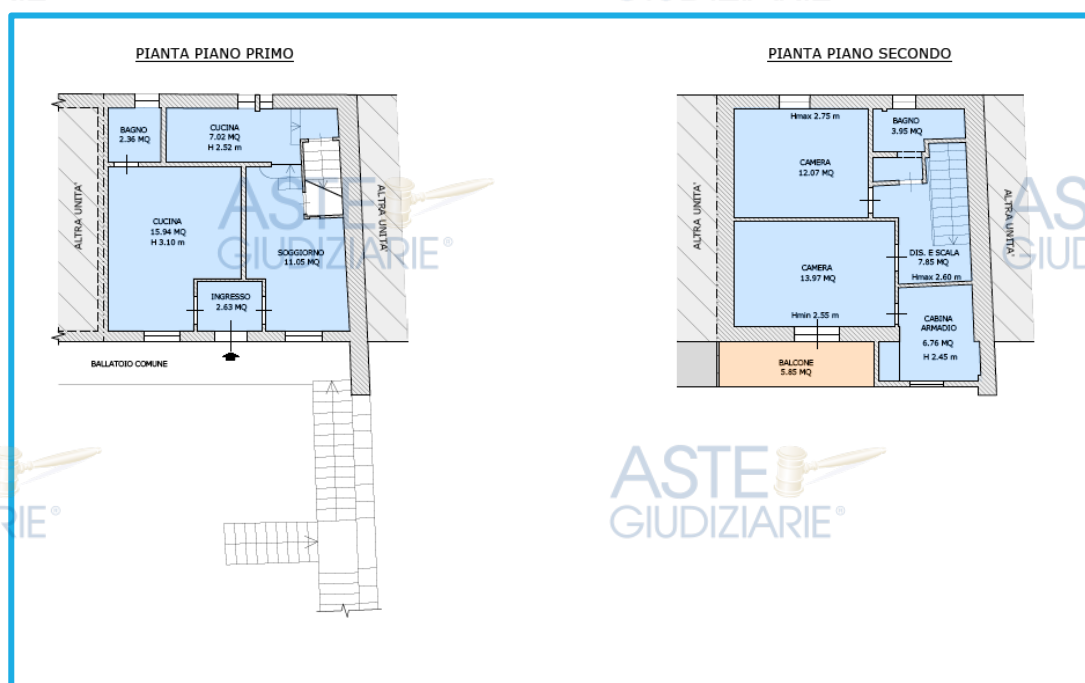 PIANTA PIANO PRIMO
BAGNO
2.36 MQ
CUCINA
7.02 MQ
H 2.52 m
ALTRA UNITA'
CUCINA
15.94 MQ
H 3.10 m
SOGGIORNO
11.05 MQ
ALTRA UNITA'
INGRESSO
2.63 MQ
BALLATOIO COMUNE
PIANTA PIANO SECONDO
Hmax 2.75 m
BAGNO
3.95 MQ
CAMERA
12.07 MQ
ALTRA UNITA'
ALTRA UNITA'
DIS. E SCALA
7.85 MQ
Hmax 2.60 m
CAMERA
13.97 MQ
Hmin 2.55 m
CABINA
ARMADIO
6.76 MQ
H 2.45 m
BALCONE
5.85 MQ
ASTE
GIUDIZIARIE®
AS
GIUDIZ
RIE®
ASTE
GIUDIZIARIE®